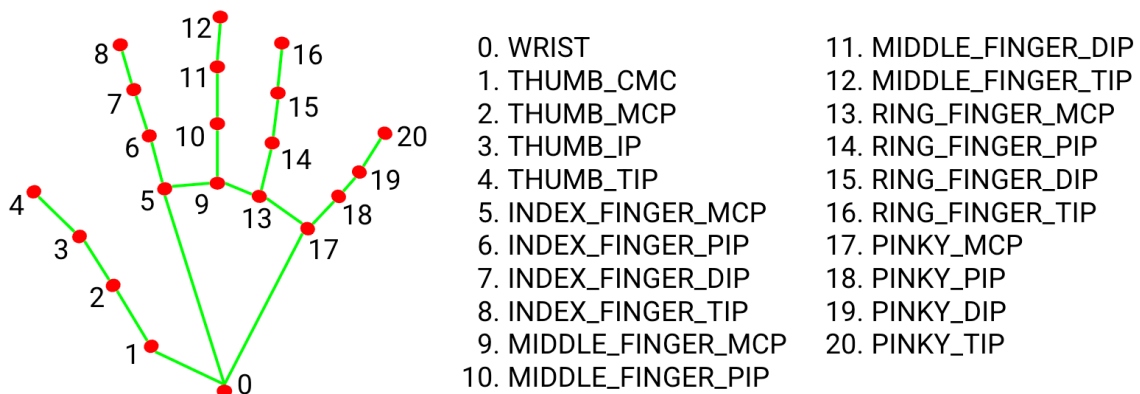 12
8
16
11
7
15
10
20
6
14
19
4
5
9
13
18
3
17
2
1
0
0. WRIST
1. THUMB_CMC
2. THUMB_MCP
3. THUMB_IP
4. THUMB_TIP
5. INDEX_FINGER_MCP
6. INDEX_FINGER_PIP
7. INDEX_FINGER_DIP
8. INDEX_FINGER_TIP
9. MIDDLE_FINGER_MCP
10. MIDDLE_FINGER_PIP
11. MIDDLE_FINGER_DIP
12. MIDDLE_FINGER_TIP
13. RING_FINGER_MCP
14. RING_FINGER_PIP
15. RING_FINGER_DIP
16. RING_FINGER_TIP
17. PINKY_MCP
18. PINKY_PIP
19. PINKY_DIP
20. PINKY_TIP